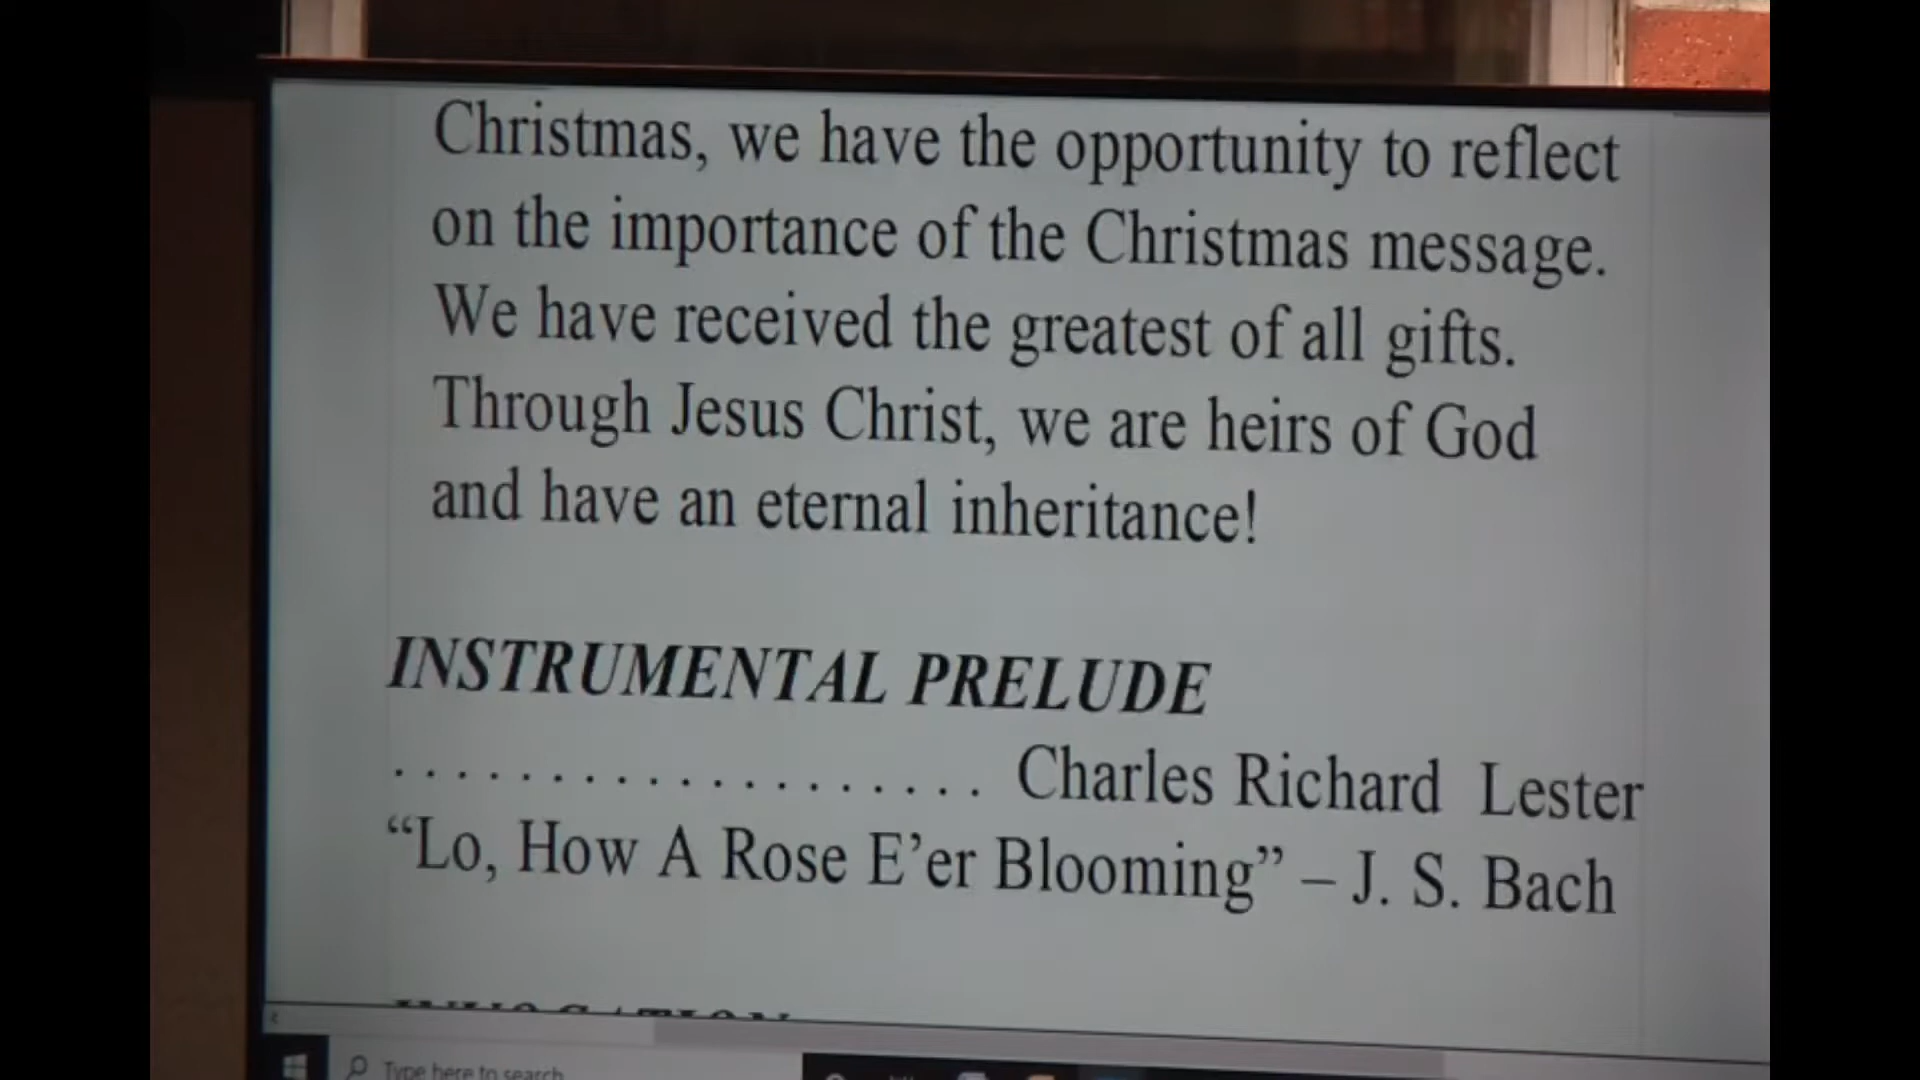 Christmas, we have the opportunity to reflect
on the importance of the Christmas message.
We have received the greatest of all gifts.
Through Jesus Christ, we are heirs of God
and have an eternal inheritance!
INSTRUMENTAL PRELUDE
. . . . . . . . . . . . . . . . . . . Charles Richard Lester
“Lo, How A Rose E’er Blooming” – J. S. Bach
INVOCATION
Type here to search